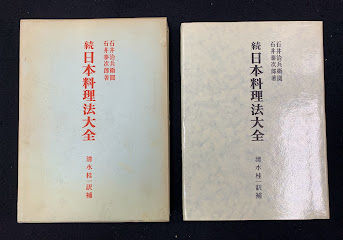 石井治兵衛閲
石井泰次郎著
続日本料理法大全
清水桂一訳補
石井治兵衛閲
石井泰次郎著
続日本料理法大全
清水桂一訳補